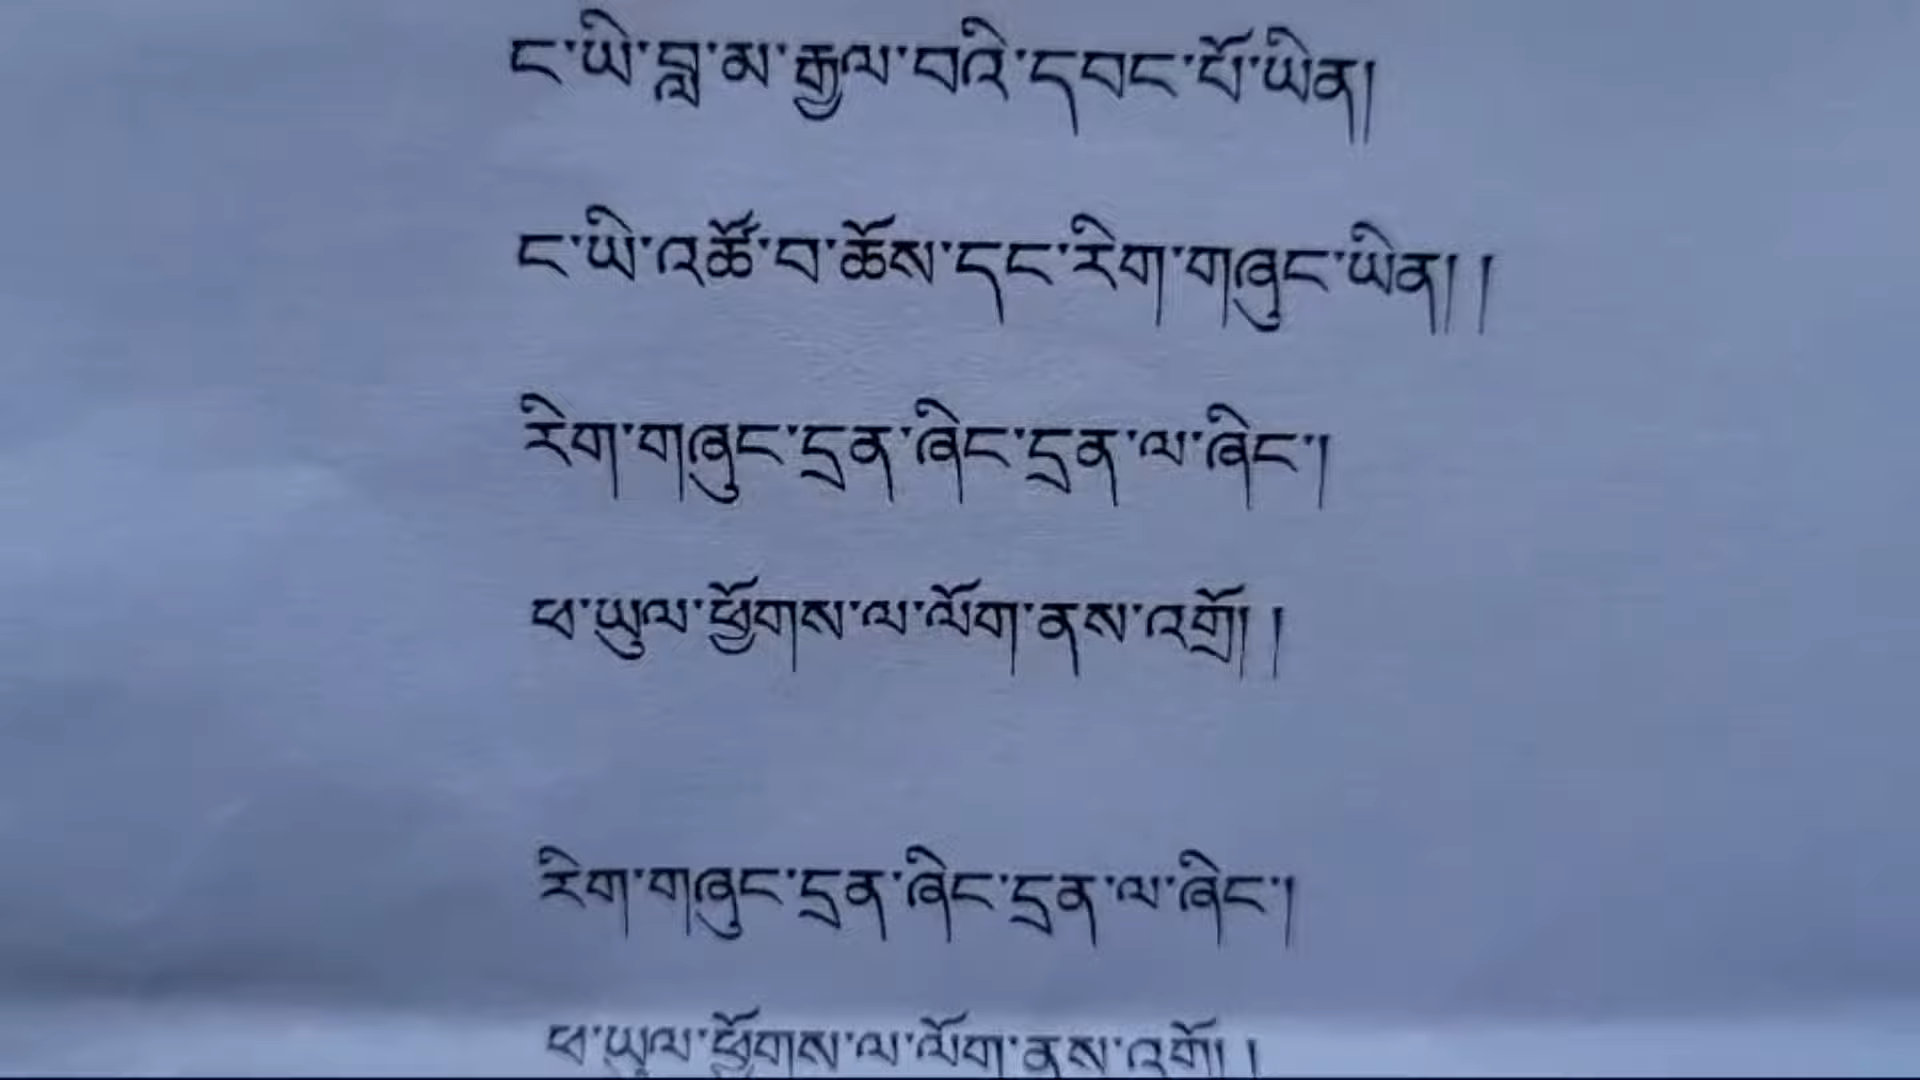 ང་ཡི་བླ་མ་རྒྱལ་བའི་དབང་པོ་ཡིན།
ང་ཡི་འཚོ་བ་ཆོས་དང་རིག་གཞུང་ཡིན། །
རིག་གཞུང་དྲན་ཞིང་དྲན་ལ་ཞིང་།
ཕ་ཡུལ་ཕྱོགས་ལ་ལོག་ནས་འགྲོ། །
རིག་གཞུང་དྲན་ཞིང་དྲན་ལ་ཞིང་།
ཕ་ཡུལ་ཕྱོགས་ལ་ལོག་ནས་འགྲོ། །